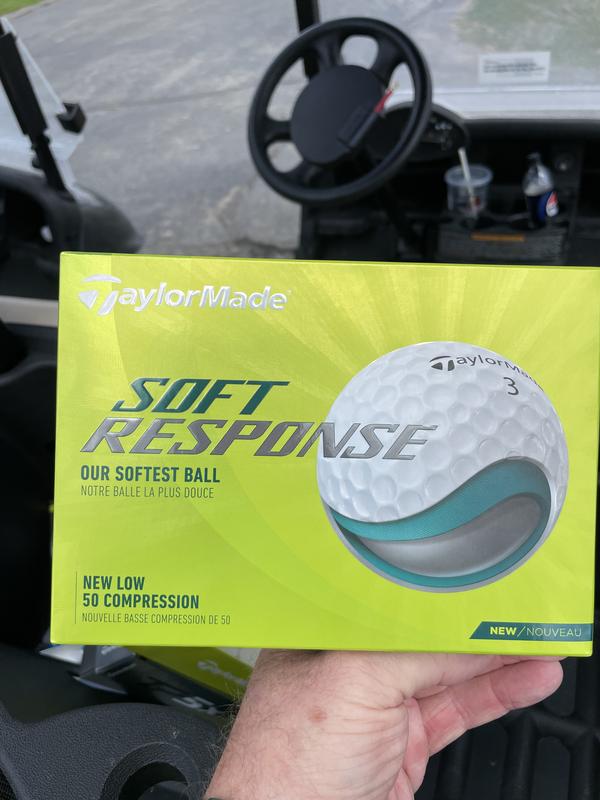 TaylorMade
SOFT
RESPONSE
OUR SOFTEST BALL
NOTRE BALLE LA PLUS DOUCE
TaylorMade
3
NEW LOW
50 COMPRESSION
NOUVELLE BASSE COMPRESSION DE 50
NEW/NOUVEAU